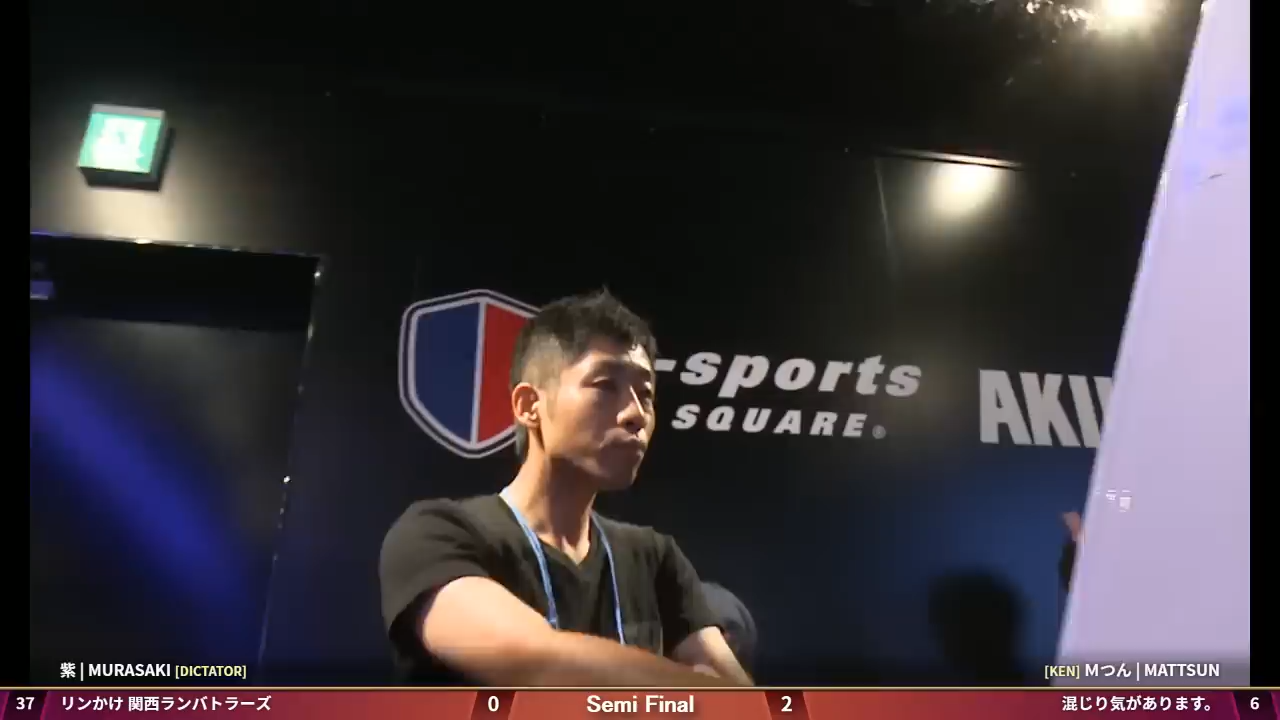 -sports
SQUARE®
AKI
紫 | MURASAKI [DICTATOR]
[KEN] Mつん | MATTSUN
37 リンかけ 関西ランバトラーズ 0 Semi Final 2 混じり気があります。 6